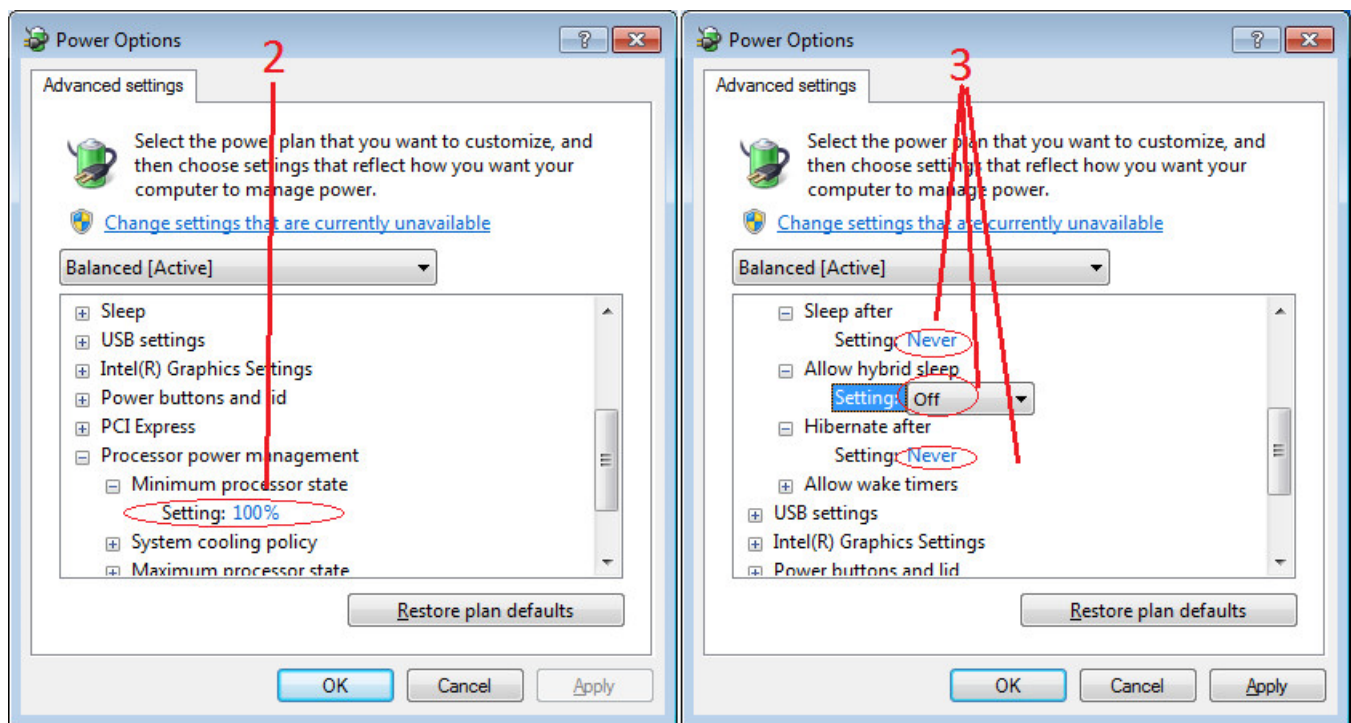 Power Options
2
Advanced settings
Select the power plan that you want to customize, and
then choose settings that reflect how you want your
computer to manage power.
Change settings that are currently unavailable
Balanced [Active]
Sleep
USB settings
Intel(R) Graphics Settings
Power buttons and lid
PCI Express
Processor power management
Minimum processor state
Setting: 100%
System cooling policy
Maximum processor state
Restore plan defaults
OK Cancel Apply
Power Options
3
Advanced settings
Select the power plan that you want to customize, and
then choose settings that reflect how you want your
computer to manage power.
Change settings that are currently unavailable
Balanced [Active]
Sleep after
Setting: Never
Allow hybrid sleep
Setting: Off
Hibernate after
Setting: Never
Allow wake timers
USB settings
Intel(R) Graphics Settings
Power buttons and lid
Restore plan defaults
OK Cancel Apply